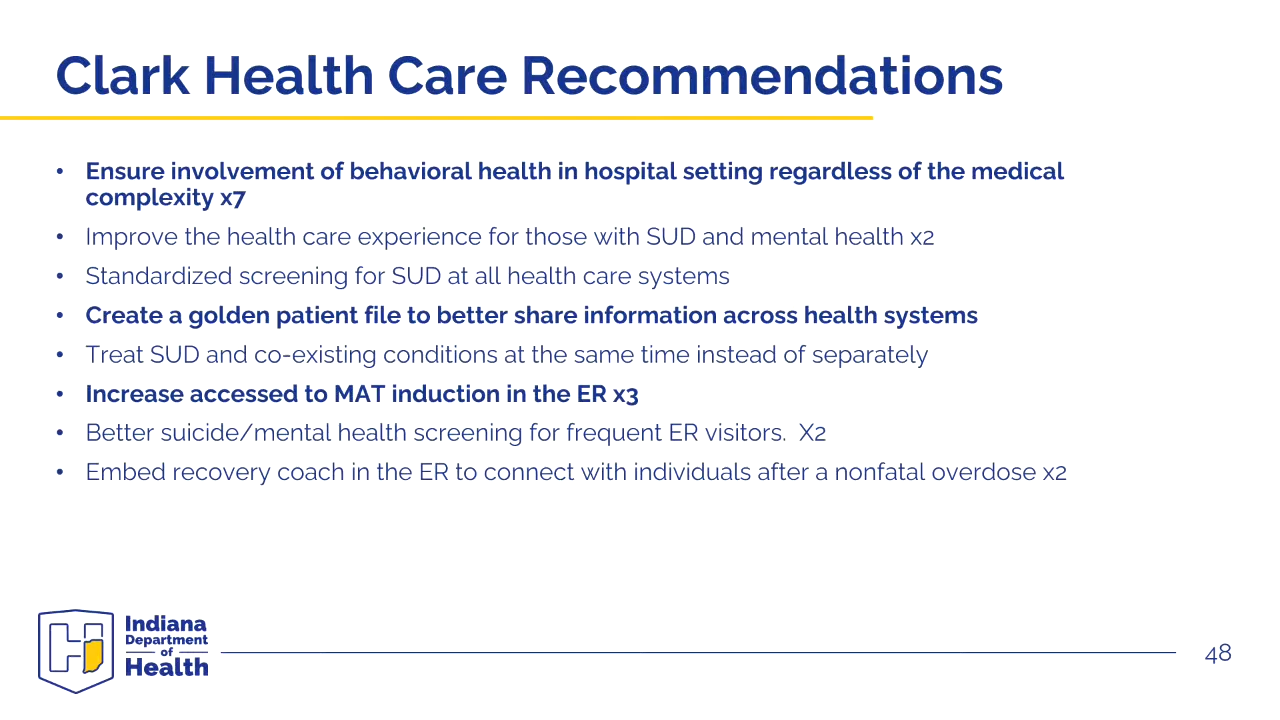 Clark Health Care Recommendations
• Ensure involvement of behavioral health in hospital setting regardless of the medical
complexity x7
• Improve the health care experience for those with SUD and mental health x2
• Standardized screening for SUD at all health care systems
• Create a golden patient file to better share information across health systems
• Treat SUD and co-existing conditions at the same time instead of separately
• Increase accessed to MAT induction in the ER x3
• Better suicide/mental health screening for frequent ER visitors.  X2
• Embed recovery coach in the ER to connect with individuals after a nonfatal overdose x2
Indiana
Department
of
Health
48